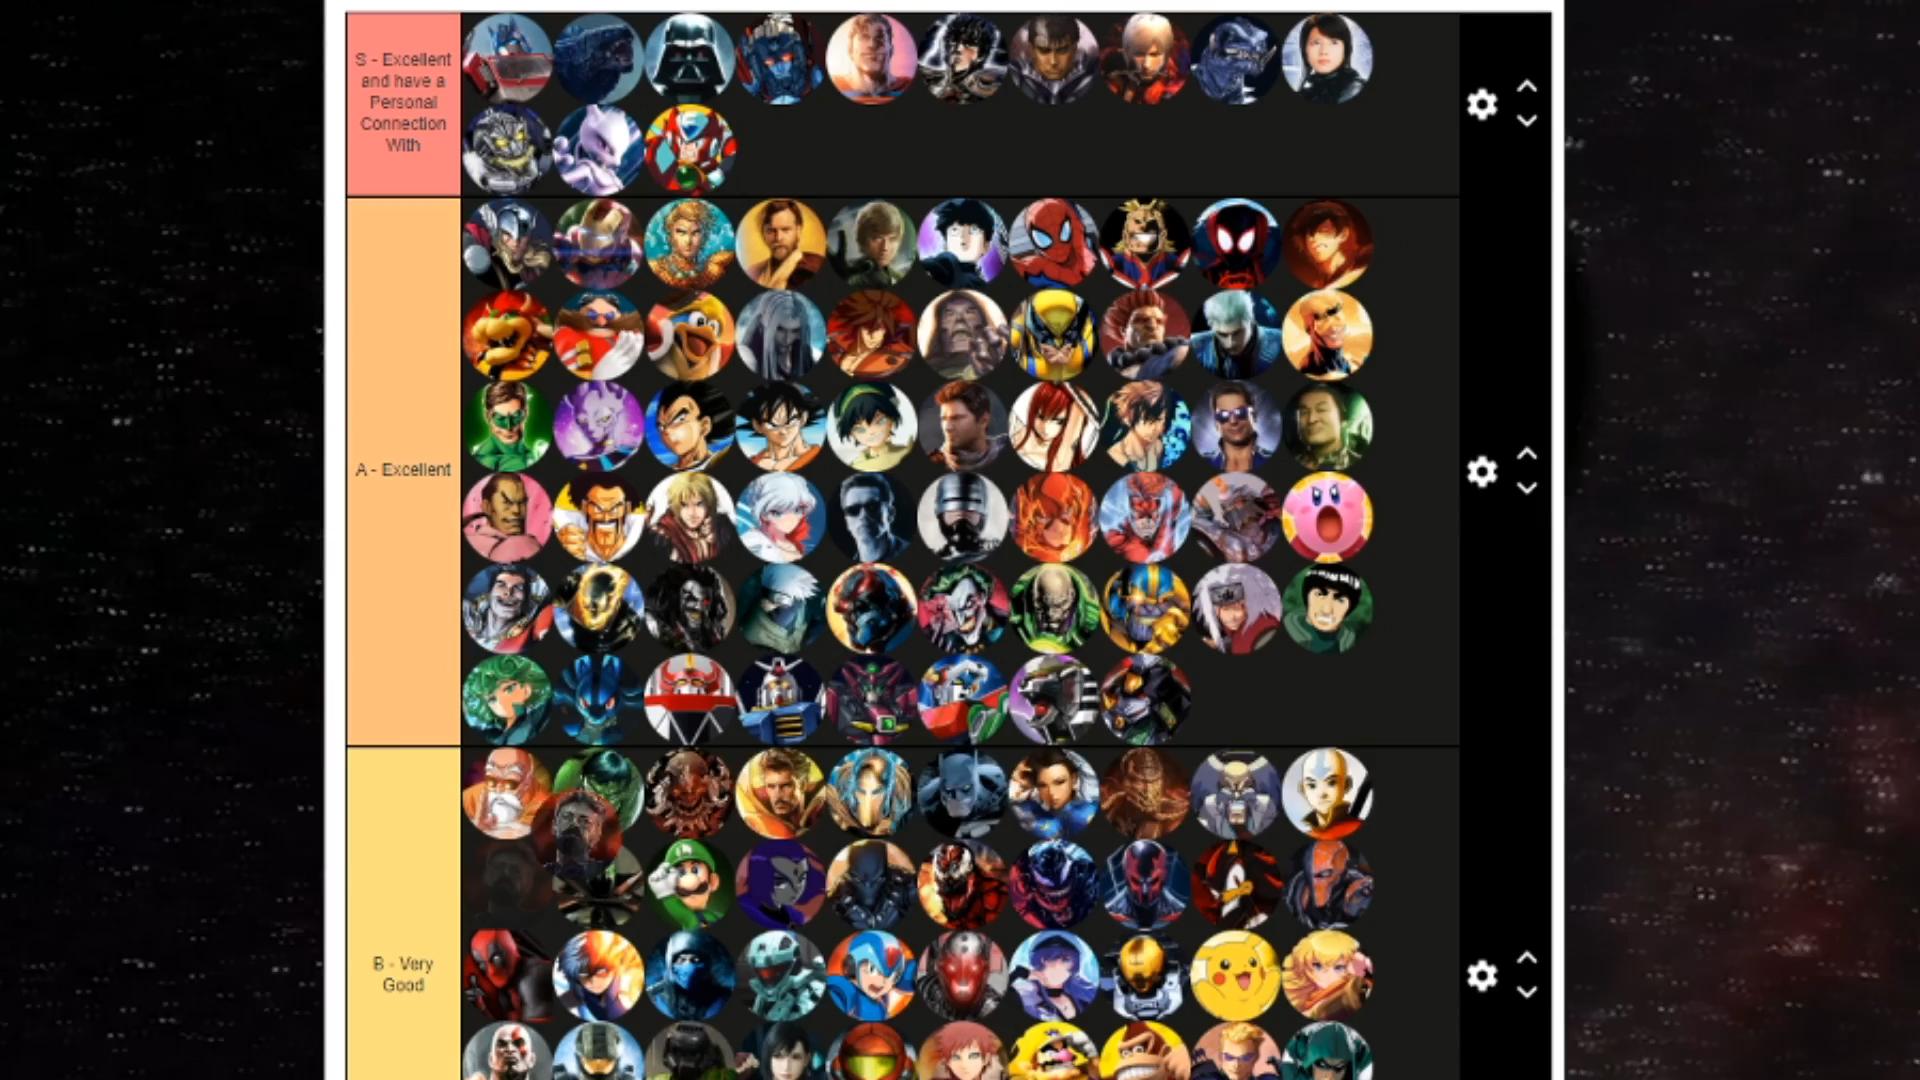 S - Excellent
and have a
Personal
Connection
With
A - Excellent
B - Very
Good